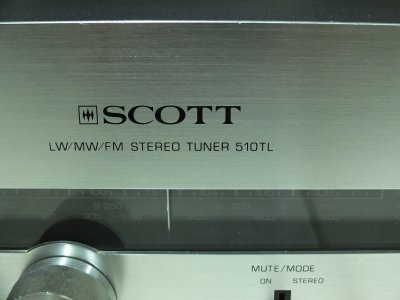 SCOTT
LW/MW/FM STEREO TUNER 510TL
MUTE/MODE
ON STEREO